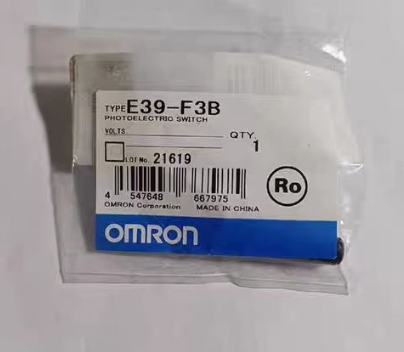 TYPE E39-F3B
PHOTOELECTRIC SWITCH
VOLTS
QTY.
1
LOT No. 21619
Ro
4 547648 667975
OMRON Corporation MADE IN CHINA
OMRON